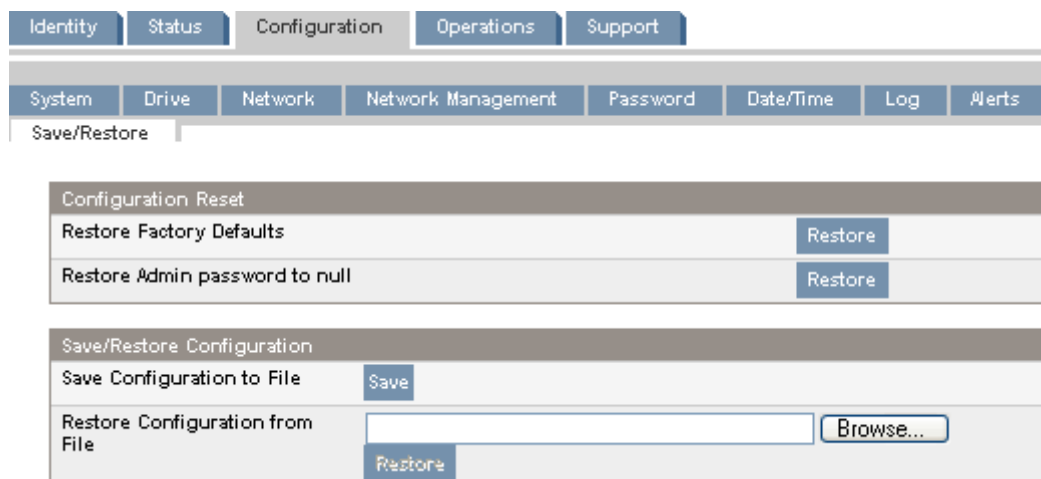 Identity Status Configuration Operations Support
System Drive Network Network Management Password Date/Time Log Alerts
Save/Restore
Configuration Reset
Restore Factory Defaults Restore
Restore Admin password to null Restore
Save/Restore Configuration
Save Configuration to File Save
Restore Configuration from
File
Browse...
Restore